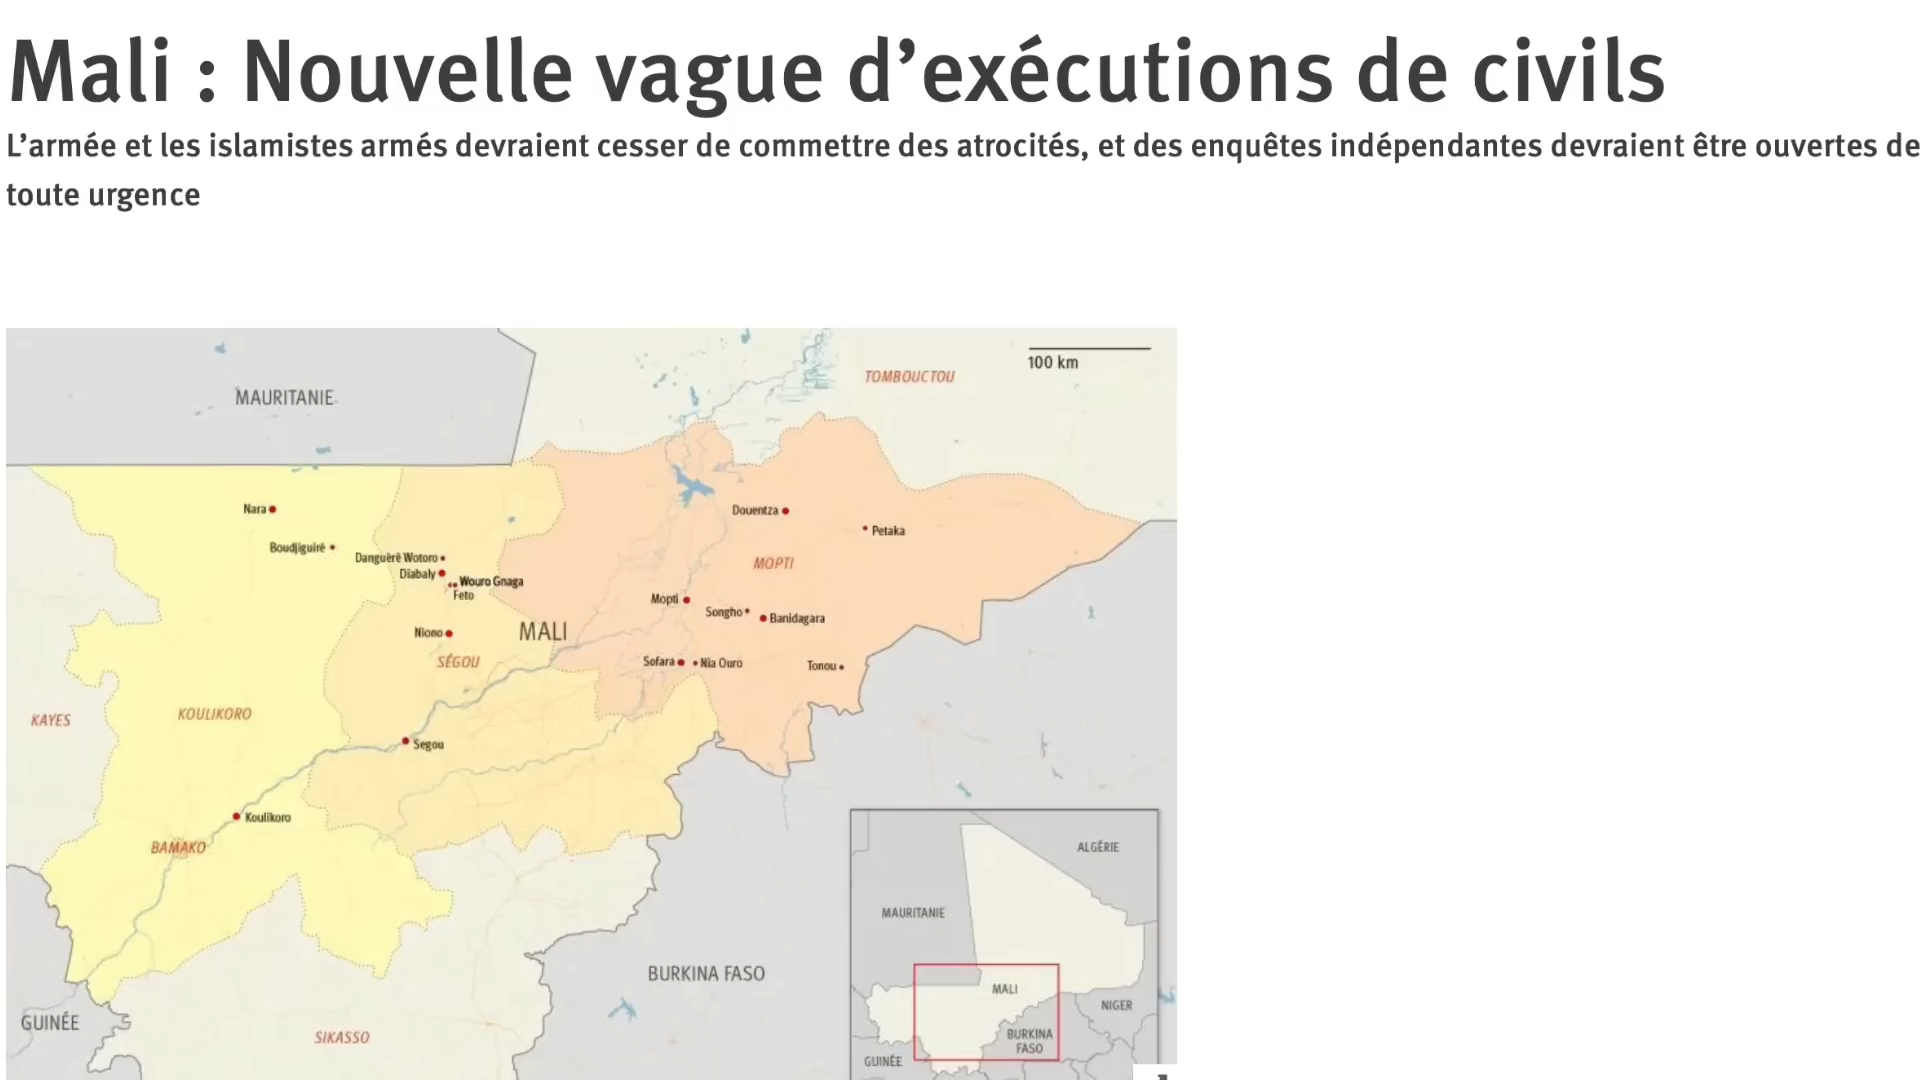 Mali : Nouvelle vague d’exécutions de civils
L’armée et les islamistes armés devraient cesser de commettre des atrocités, et des enquêtes indépendantes devraient être ouvertes de
toute urgence
100 km
TOMBOUCTOU
MAURITANIE
Nara
Douentza
Petaka
Boudjiguiré
Danguèrè Wotoro
MOPTI
Diabaly
Wouro Gnaga
Feto
Mopti
Songho
Banidagara
Niono
MALI
SÉGOU
Sofara
Nia Ouro
Tonou
KOULIKORO
KAYES
Segou
Koulikoro
BAMAKO
ALGÉRIE
MAURITANIE
BURKINA FASO
MALI
NIGER
GUINÉE
SIKASSO
BURKINA
FASO
GUINÉE